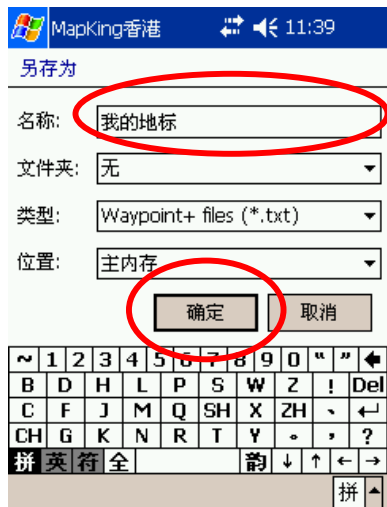 MapKing香港 11:39
另存为
名称: 我的地标
文件夹: 无
类型: Waypoint+ files (*.txt)
位置: 主内存
确定 取消
~ 1 2 3 4 5 6 7 8 9 0 “ ”
B D H L P S W Z ! Del
C F J M Q SH X ZH 、
CH G K N R T Y 。 , ?
拼 英 符 全 韵 ↓ ↑ ← →
拼